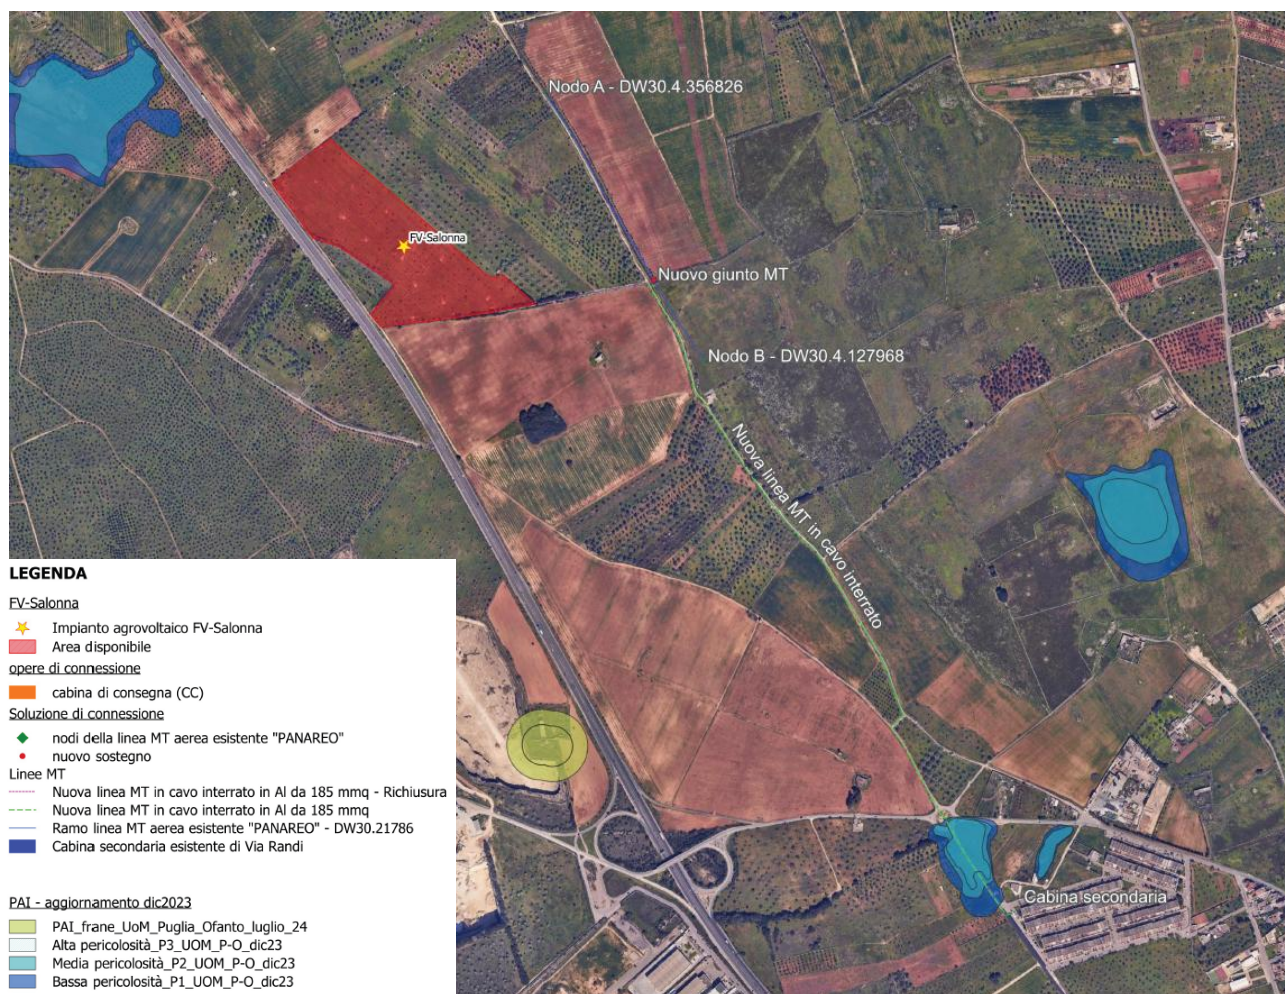 Nodo A - DW30.4.356826
FV-Salonna
Nuovo giunto MT
Nodo B - DW30.4.127968
Nuova linea MT in cavo interrato
Cabina secondaria
LEGENDA
FV-Salonna
Impianto agrovoltaico FV-Salonna
Area disponibile
opere di connessione
cabina di consegna (CC)
Soluzione di connessione
nodi della linea MT aerea esistente "PANAREO"
nuovo sostegno
Linee MT
Nuova linea MT in cavo interrato in Al da 185 mmq - Richiusura
Nuova linea MT in cavo interrato in Al da 185 mmq
Ramo linea MT aerea esistente "PANAREO" - DW30.21786
Cabina secondaria esistente di Via Randi
PAI - aggiornamento dic2023
PAI_frane_UoM_Puglia_Ofanto_luglio_24
Alta pericolosità_P3_UOM_P-O_dic23
Media pericolosità_P2_UOM_P-O_dic23
Bassa pericolosità_P1_UOM_P-O_dic23